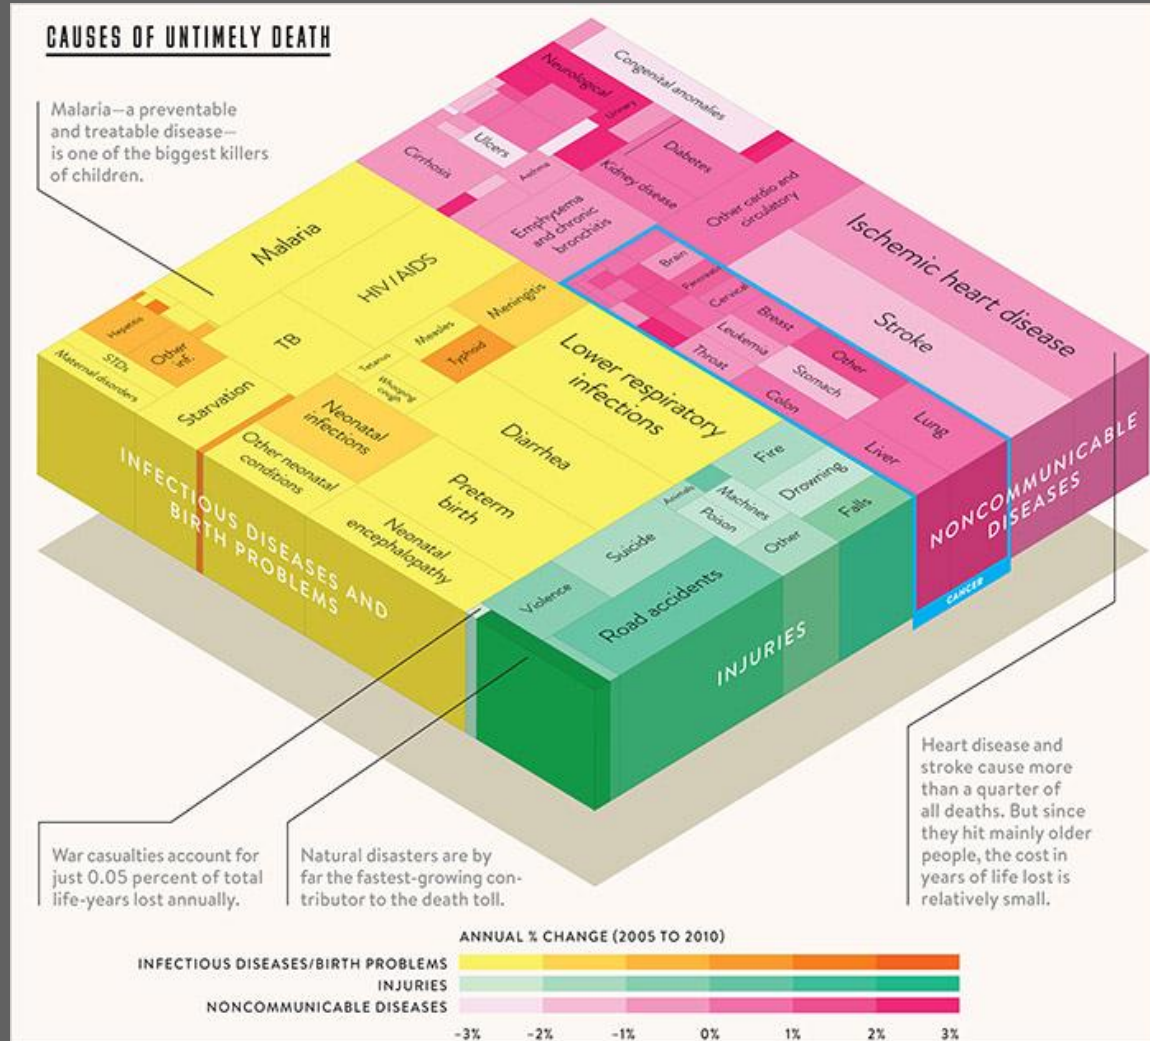 CAUSES OF UNTIMELY DEATH
Malaria—a preventable
and treatable disease—
is one of the biggest killers
of children.
Congenital anomalies
Neurological
Urinary
Ulcers
Diabetes
Cirrhosis
Asthma
Kidney disease
Other cardio and
circulatory
Emphysema
and chronic
bronchitis
Ischemic heart disease
Stroke
Malaria
HIV/AIDS
Brain
Pancreatic
Cervical
Breast
Leukemia
Other
Throat
Stomach
Colon
Lung
Liver
Meningitis
Measles
Hepatitis
Other
inf.
TB
Typhoid
STDs
Maternal disorders
Tetanus
Whooping
cough
Starvation
Lower respiratory
infections
Neonatal
infections
Diarrhea
Other neonatal
conditions
Preterm
birth
Neonatal
encephalopathy
Fire
Drowning
Animals
Machines
Poison
Falls
Suicide
Other
Violence
Road accidents
INFECTIOUS DISEASES AND
BIRTH PROBLEMS
INJURIES
NONCOMMUNICABLE
DISEASES
CANCER
War casualties account for
just 0.05 percent of total
life-years lost annually.
Natural disasters are by
far the fastest-growing con-
tributor to the death toll.
Heart disease and
stroke cause more
than a quarter of
all deaths. But since
they hit mainly older
people, the cost in
years of life lost is
relatively small.
ANNUAL % CHANGE (2005 TO 2010)
INFECTIOUS DISEASES/BIRTH PROBLEMS
INJURIES
NONCOMMUNICABLE DISEASES
-3% -2% -1% 0% 1% 2% 3%